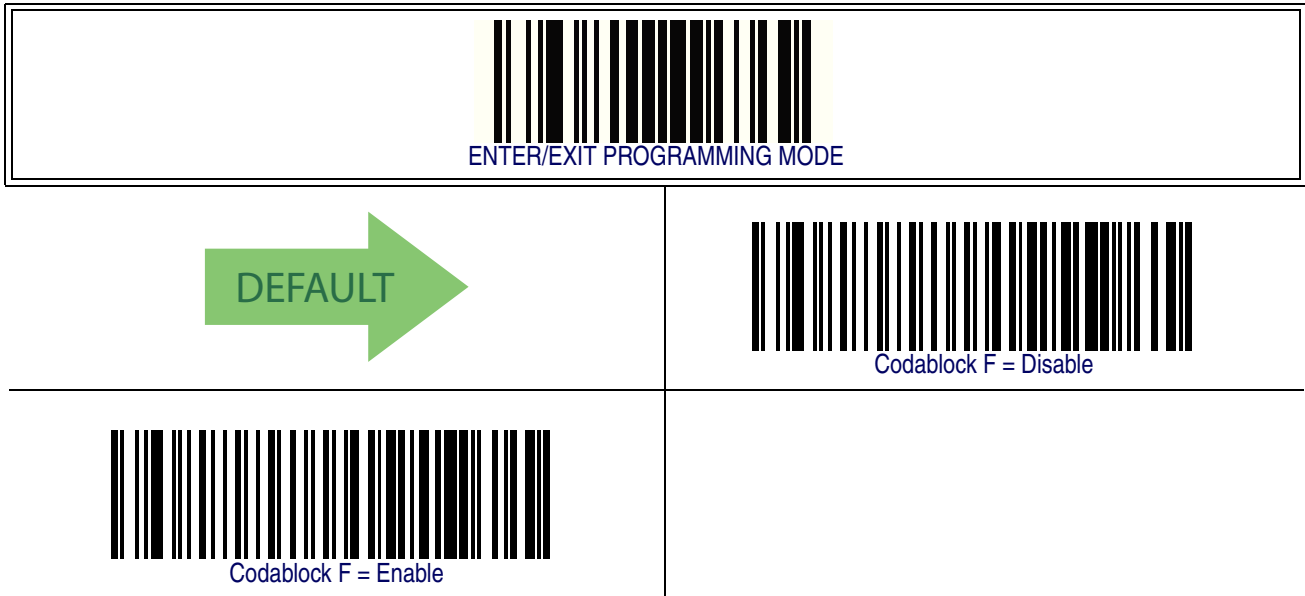 ENTER/EXIT PROGRAMMING MODE
DEFAULT
Codablock F = Disable
Codablock F = Enable